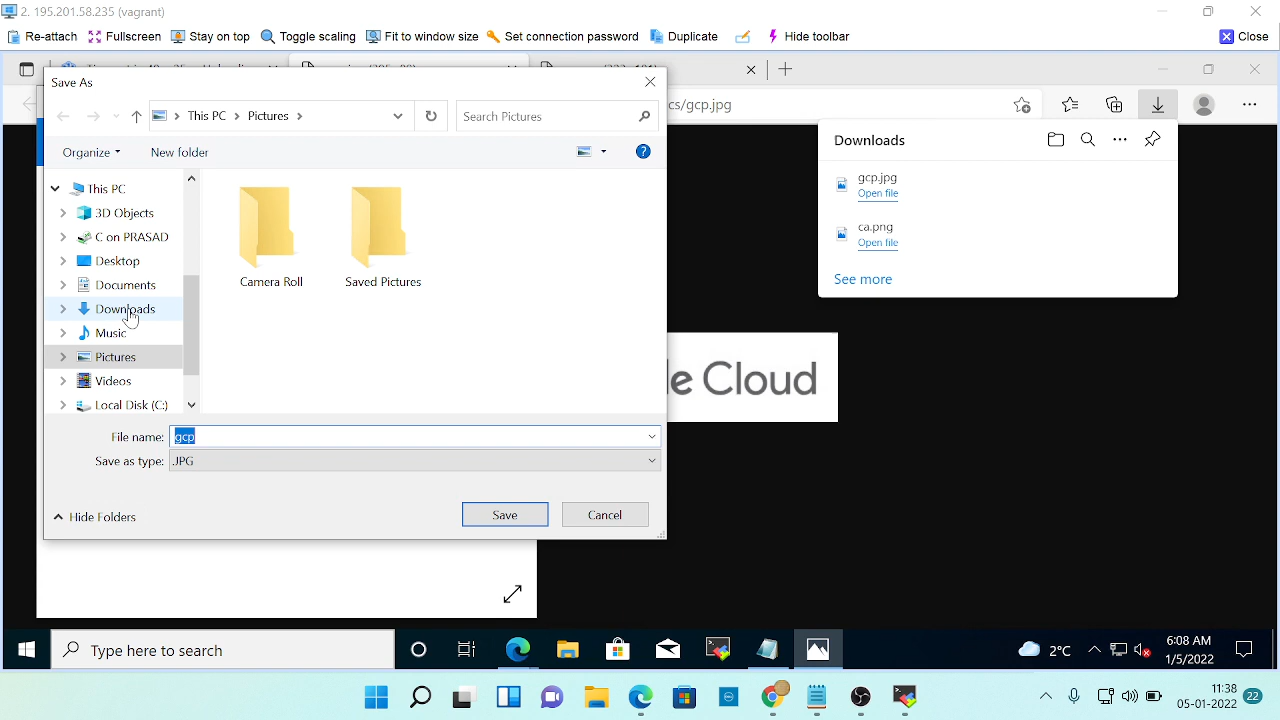 2. 195.201.58.235 (vagrant)
Re-attach Fullscreen Stay on top Toggle scaling Fit to window size Set connection password Duplicate Hide toolbar Close
Save As
This PC Pictures
Search Pictures
cs/gcp.jpg
Organize New folder
Downloads
This PC
3D Objects
C on PRASAD
Desktop
Documents
Downloads
Music
Pictures
Videos
Local Disk (C:)
Camera Roll
Saved Pictures
gcp.jpg
Open file
ca.png
Open file
See more
le Cloud
File name: gcp
Save as type: JPG
Hide Folders
Save
Cancel
Type here to search
2°C
6:08 AM
1/5/2022
11:38
05-01-2022
22